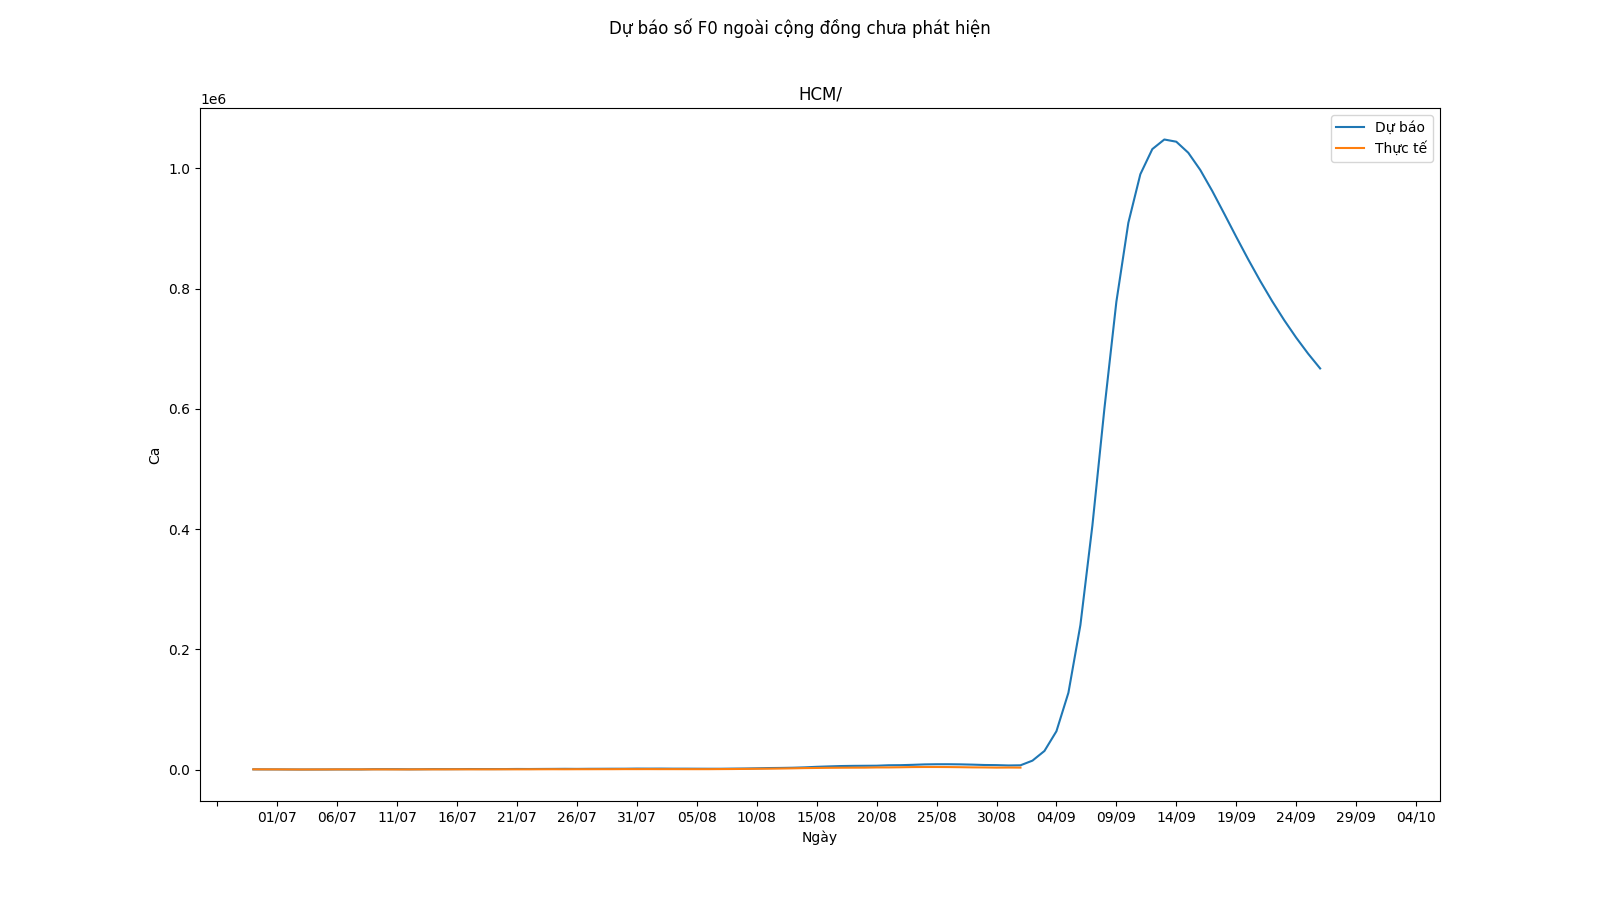 Dự báo số F0 ngoài cộng đồng chưa phát hiện
HCM/
1e6
Dự báo
Thực tế
1.0
0.8
0.6
0.4
0.2
0.0
Ca
01/07 06/07 11/07 16/07 21/07 26/07 31/07 05/08 10/08 15/08 20/08 25/08 30/08 04/09 09/09 14/09 19/09 24/09 29/09 04/10
Ngày